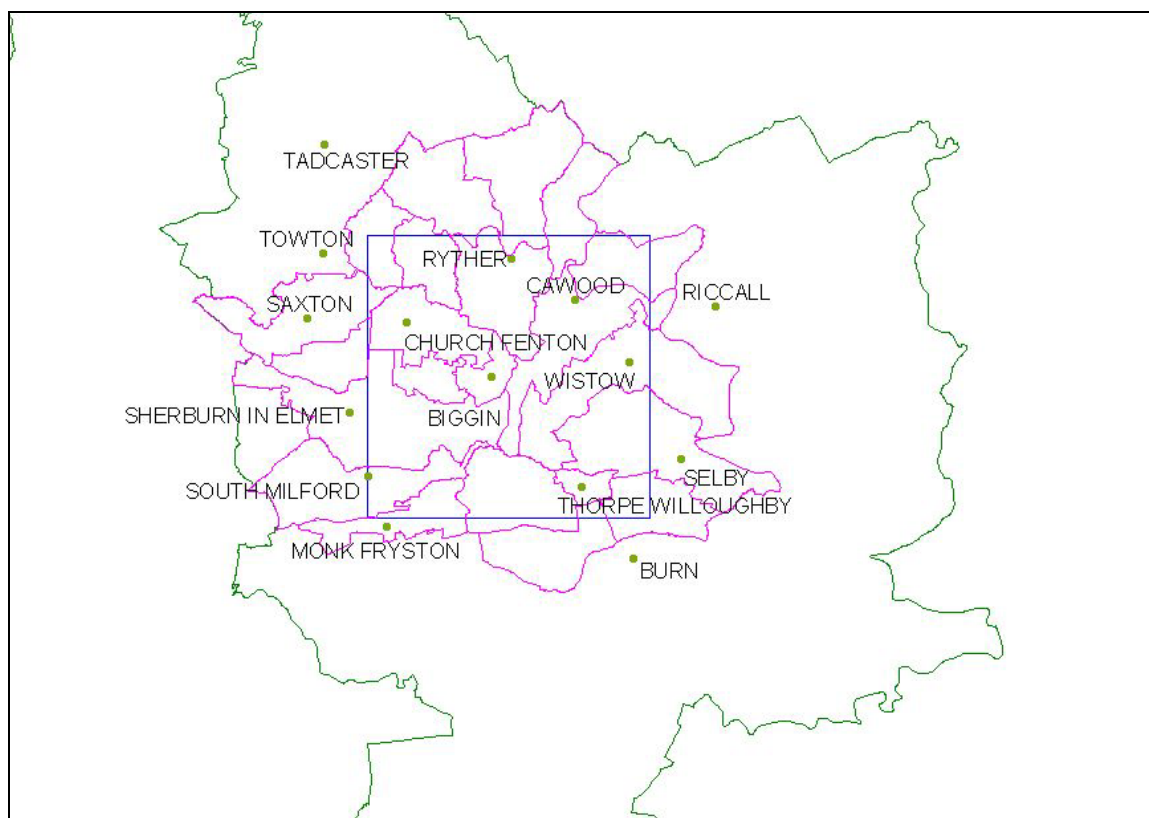 TADCASTER
TOWTON
RYTHER
CAWOOD
RICCALL
SAXTON
CHURCH FENTON
WISTOW
SHERBURN IN ELMET
BIGGIN
SELBY
SOUTH MILFORD
THORPE WILLOUGHBY
MONK FRYSTON
BURN